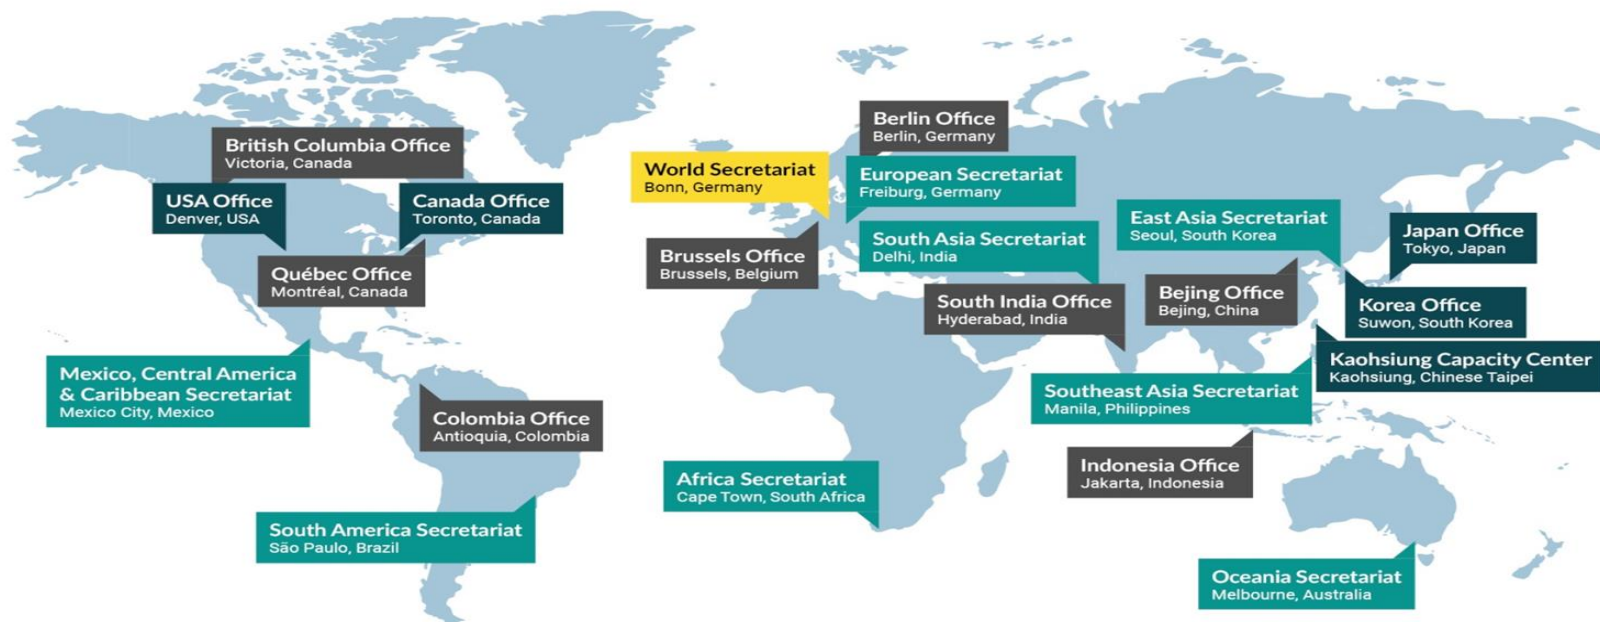 British Columbia Office
Victoria, Canada
USA Office
Denver, USA
Canada Office
Toronto, Canada
Québec Office
Montréal, Canada
Mexico, Central America
& Caribbean Secretariat
Mexico City, Mexico
Colombia Office
Antioquia, Colombia
South America Secretariat
São Paulo, Brazil
Berlin Office
Berlin, Germany
World Secretariat
Bonn, Germany
European Secretariat
Freiburg, Germany
Brussels Office
Brussels, Belgium
South Asia Secretariat
Delhi, India
South India Office
Hyderabad, India
East Asia Secretariat
Seoul, South Korea
Japan Office
Tokyo, Japan
Bejing Office
Bejing, China
Korea Office
Suwon, South Korea
Kaohsiung Capacity Center
Kaohsiung, Chinese Taipei
Southeast Asia Secretariat
Manila, Philippines
Indonesia Office
Jakarta, Indonesia
Africa Secretariat
Cape Town, South Africa
Oceania Secretariat
Melbourne, Australia